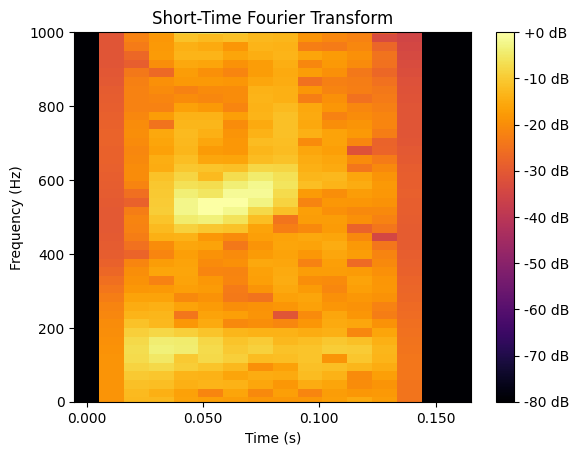 Short-Time Fourier Transform
1000
800
600
400
200
0
Frequency (Hz)
0.000
0.050
0.100
0.150
Time (s)
+0 dB
-10 dB
-20 dB
-30 dB
-40 dB
-50 dB
-60 dB
-70 dB
-80 dB